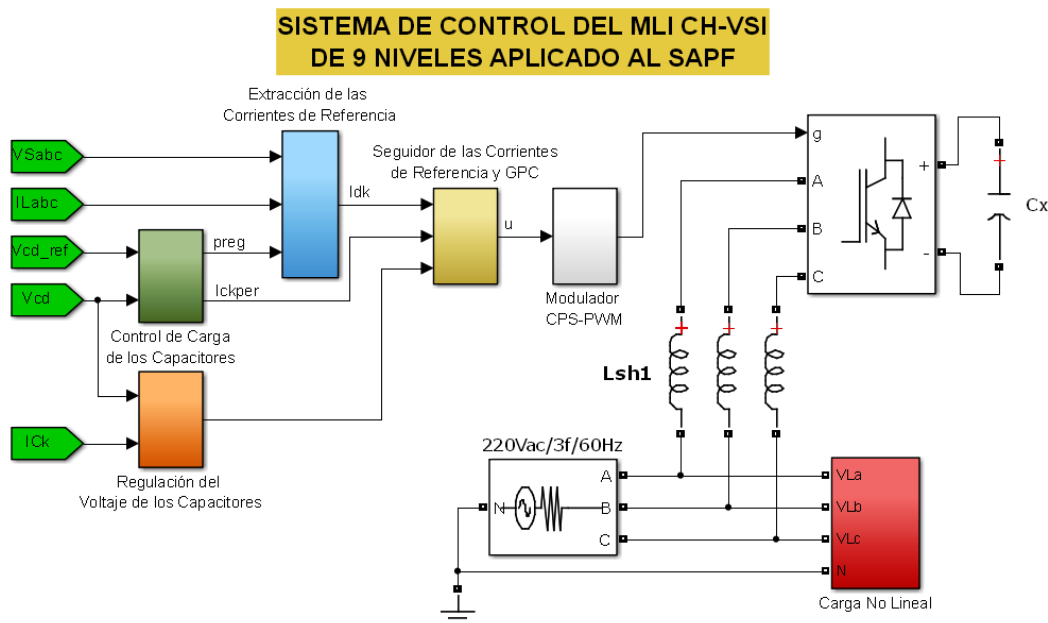 SISTEMA DE CONTROL DEL MLI CH-VSI
DE 9 NIVELES APLICADO AL SAPF
Extracción de las
Corrientes de Referencia
VSabc
ILabc
Vcd_ref
Vcd
ICk
preg
Ickper
Idk
Control de Carga
de los Capacitores
Regulación del
Voltaje de los Capacitores
Seguidor de las Corrientes
de Referencia y GPC
u
Modulador
CPS-PWM
g
A
B
C
+
-
+
Cx
+
+
+
Lsh1
220Vac/3f/60Hz
N
A
B
C
VLa
VLb
VLc
N
Carga No Lineal